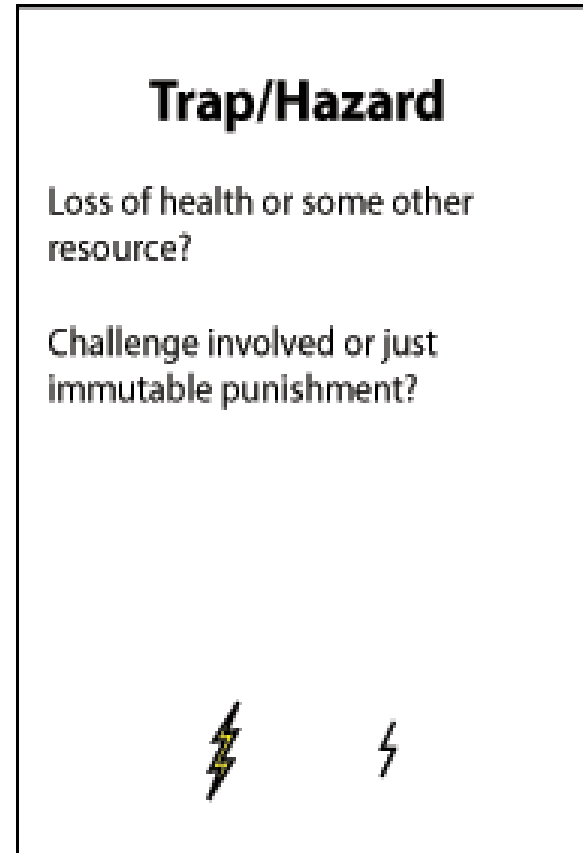 Trap/Hazard
Loss of health or some other
resource?
Challenge involved or just
immutable punishment?